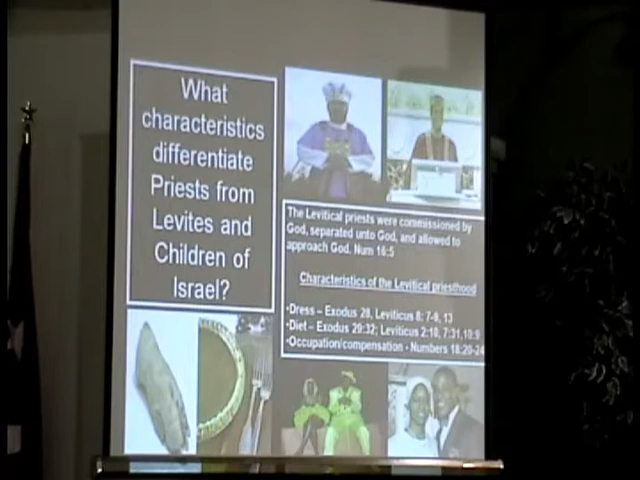 What
characteristics
differentiate
Priests from
Levites and
Children of
Israel?
The Levitical priests were commissioned by
God, separated unto God, and allowed to
approach God. Num 16:5
Characteristics of the Levitical priesthood
•Dress – Exodus 28, Leviticus 8: 7-9, 13
•Diet – Exodus 29:32; Leviticus 2:10, 7:31,10:9
•Occupation/compensation - Numbers 18:20-24